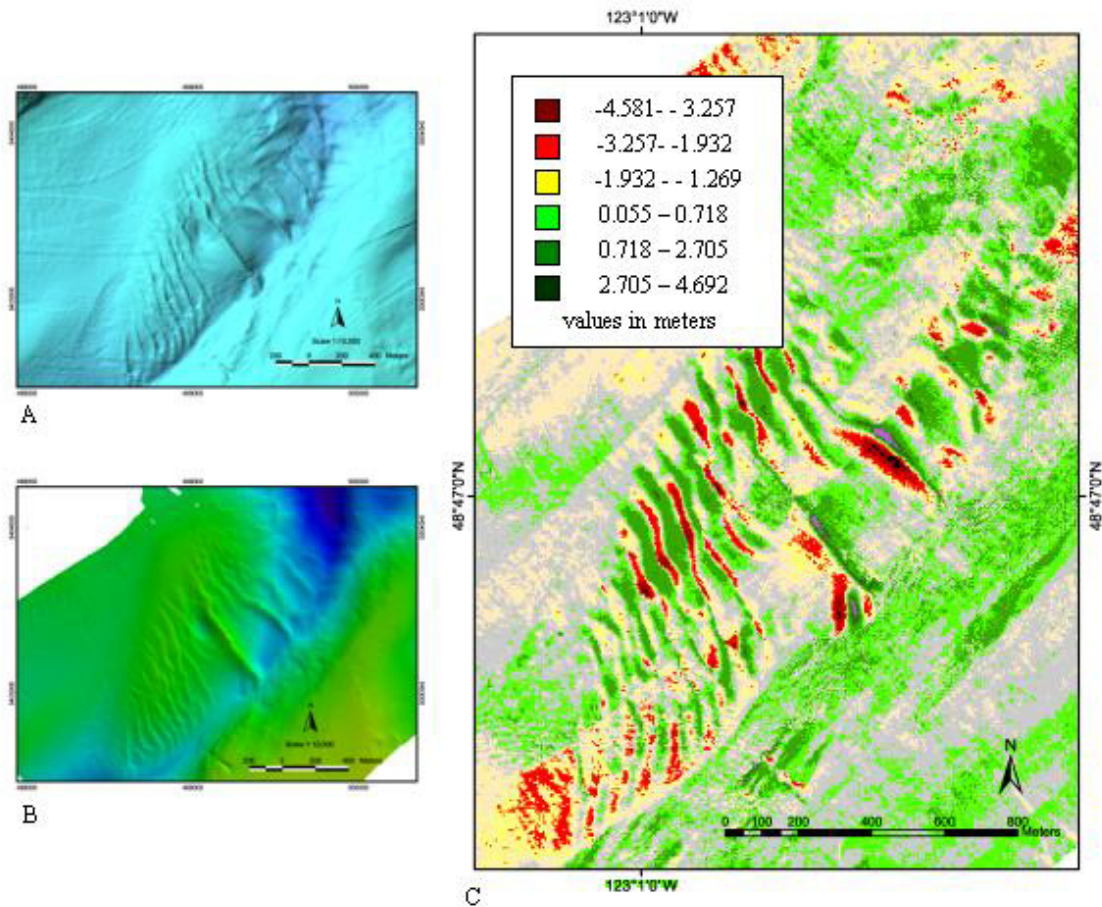 123°1'0"W
-4.581- - 3.257
-3.257- -1.932
-1.932 - - 1.269
0.055 – 0.718
0.718 – 2.705
2.705 – 4.692
values in meters
A
N
Meters
48°47'0"N
48°47'0"N
B
N
Meters
N
0 100 200 400 600 800
Meters
123°1'0"W
C